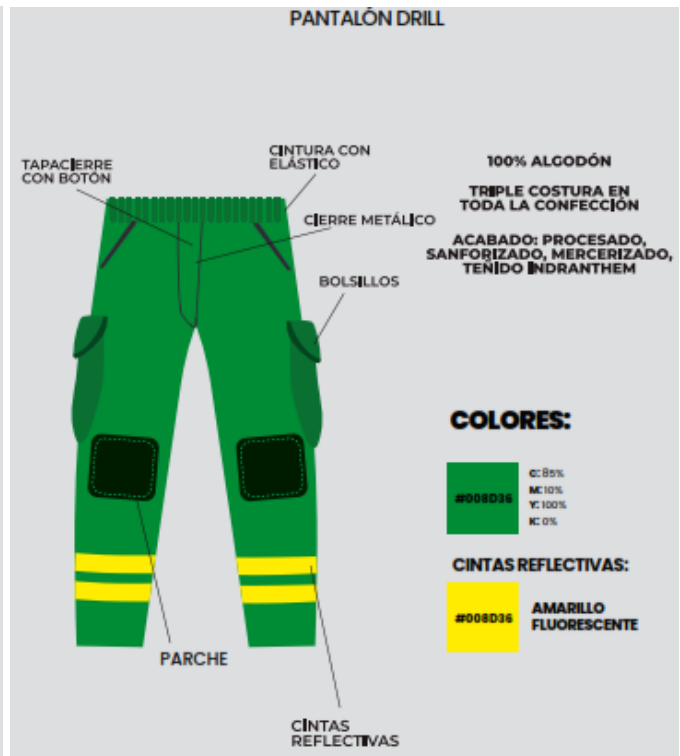 PANTALÓN DRILL
TAPACIERRE
CON BOTÓN
CINTURA CON
ELÁSTICO
CIERRE METÁLICO
BOLSILLOS
100% ALGODÓN
TRIPLE COSTURA EN
TODA LA CONFECCIÓN
ACABADO: PROCESADO,
SANFORIZADO, MERCERIZADO,
TEÑIDO INDRANTHEM
COLORES:
#008D36
C: 85%
M: 10%
Y: 100%
K: 0%
CINTAS REFLECTIVAS:
#008D36
AMARILLO
FLUORESCENTE
PARCHE
CINTAS
REFLECTIVAS